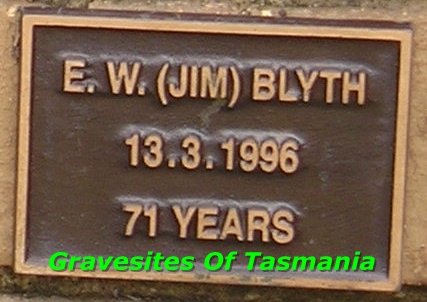 E. W. (JIM) BLYTH
13.3.1996
71 YEARS
Gravesites Of Tasmania